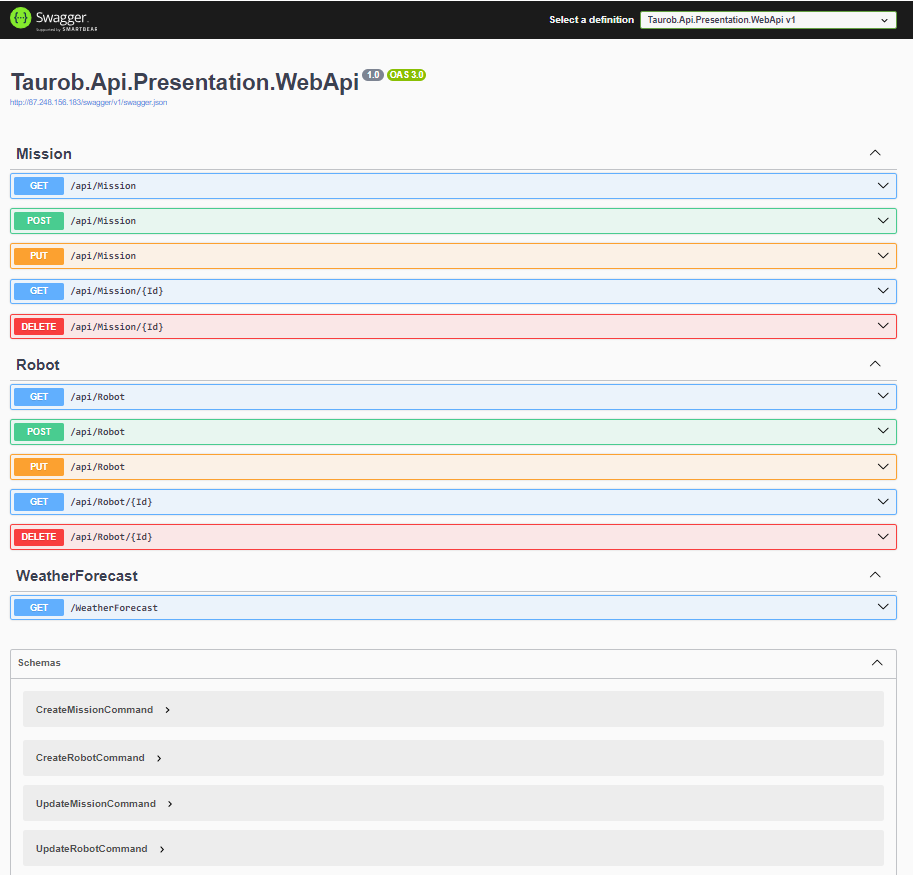 Swagger.
Supported by SMARTBEAR
Select a definition
Taurob.Api.Presentation.WebApi v1
Taurob.Api.Presentation.WebApi 1.0 OAS 3.0
http://87.248.156.183/swagger/v1/swagger.json
Mission
GET /api/Mission
POST /api/Mission
PUT /api/Mission
GET /api/Mission/{Id}
DELETE /api/Mission/{Id}
Robot
GET /api/Robot
POST /api/Robot
PUT /api/Robot
GET /api/Robot/{Id}
DELETE /api/Robot/{Id}
WeatherForecast
GET /WeatherForecast
Schemas
CreateMissionCommand
CreateRobotCommand
UpdateMissionCommand
UpdateRobotCommand